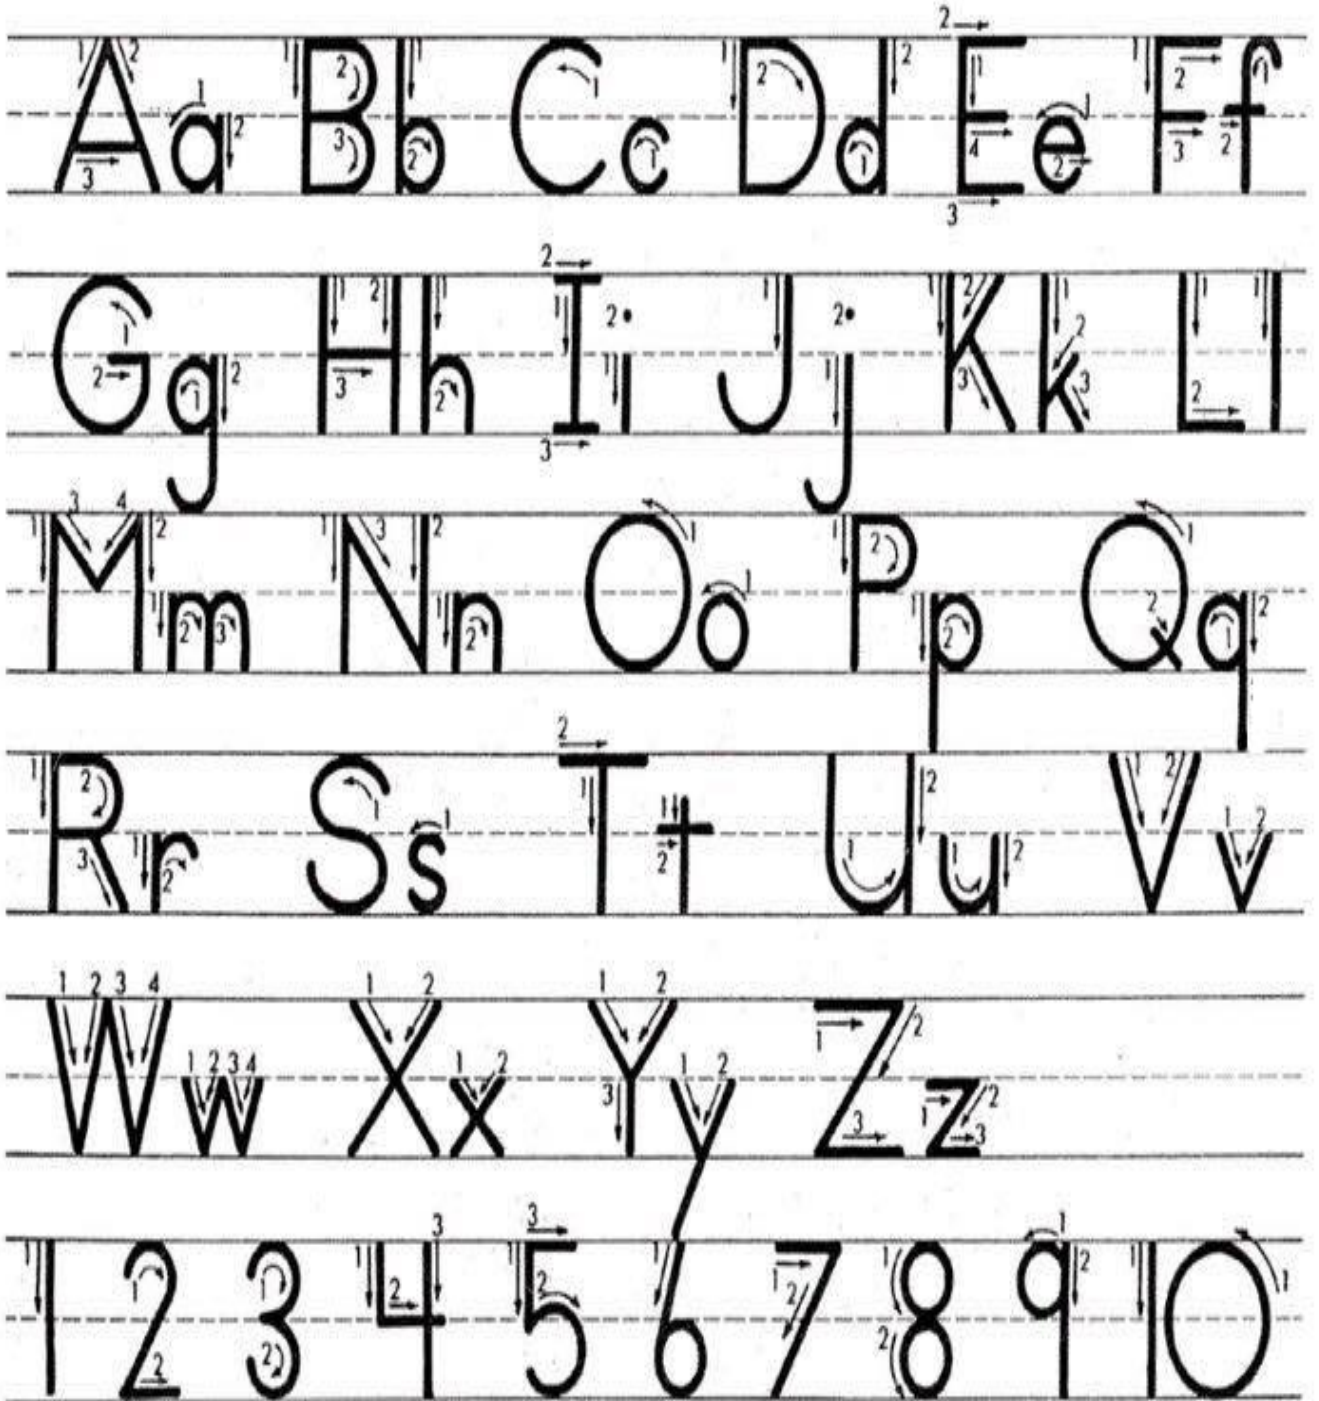 Aa Bb Cc Dd Ee Ff
Gg Hh Ii Jj Kk Ll
Mm Nn Oo Pp Qq
Rr Ss Tt Uu Vv
Ww Xx Yy Zz
1 2 3 4 5 6 7 8 9 10